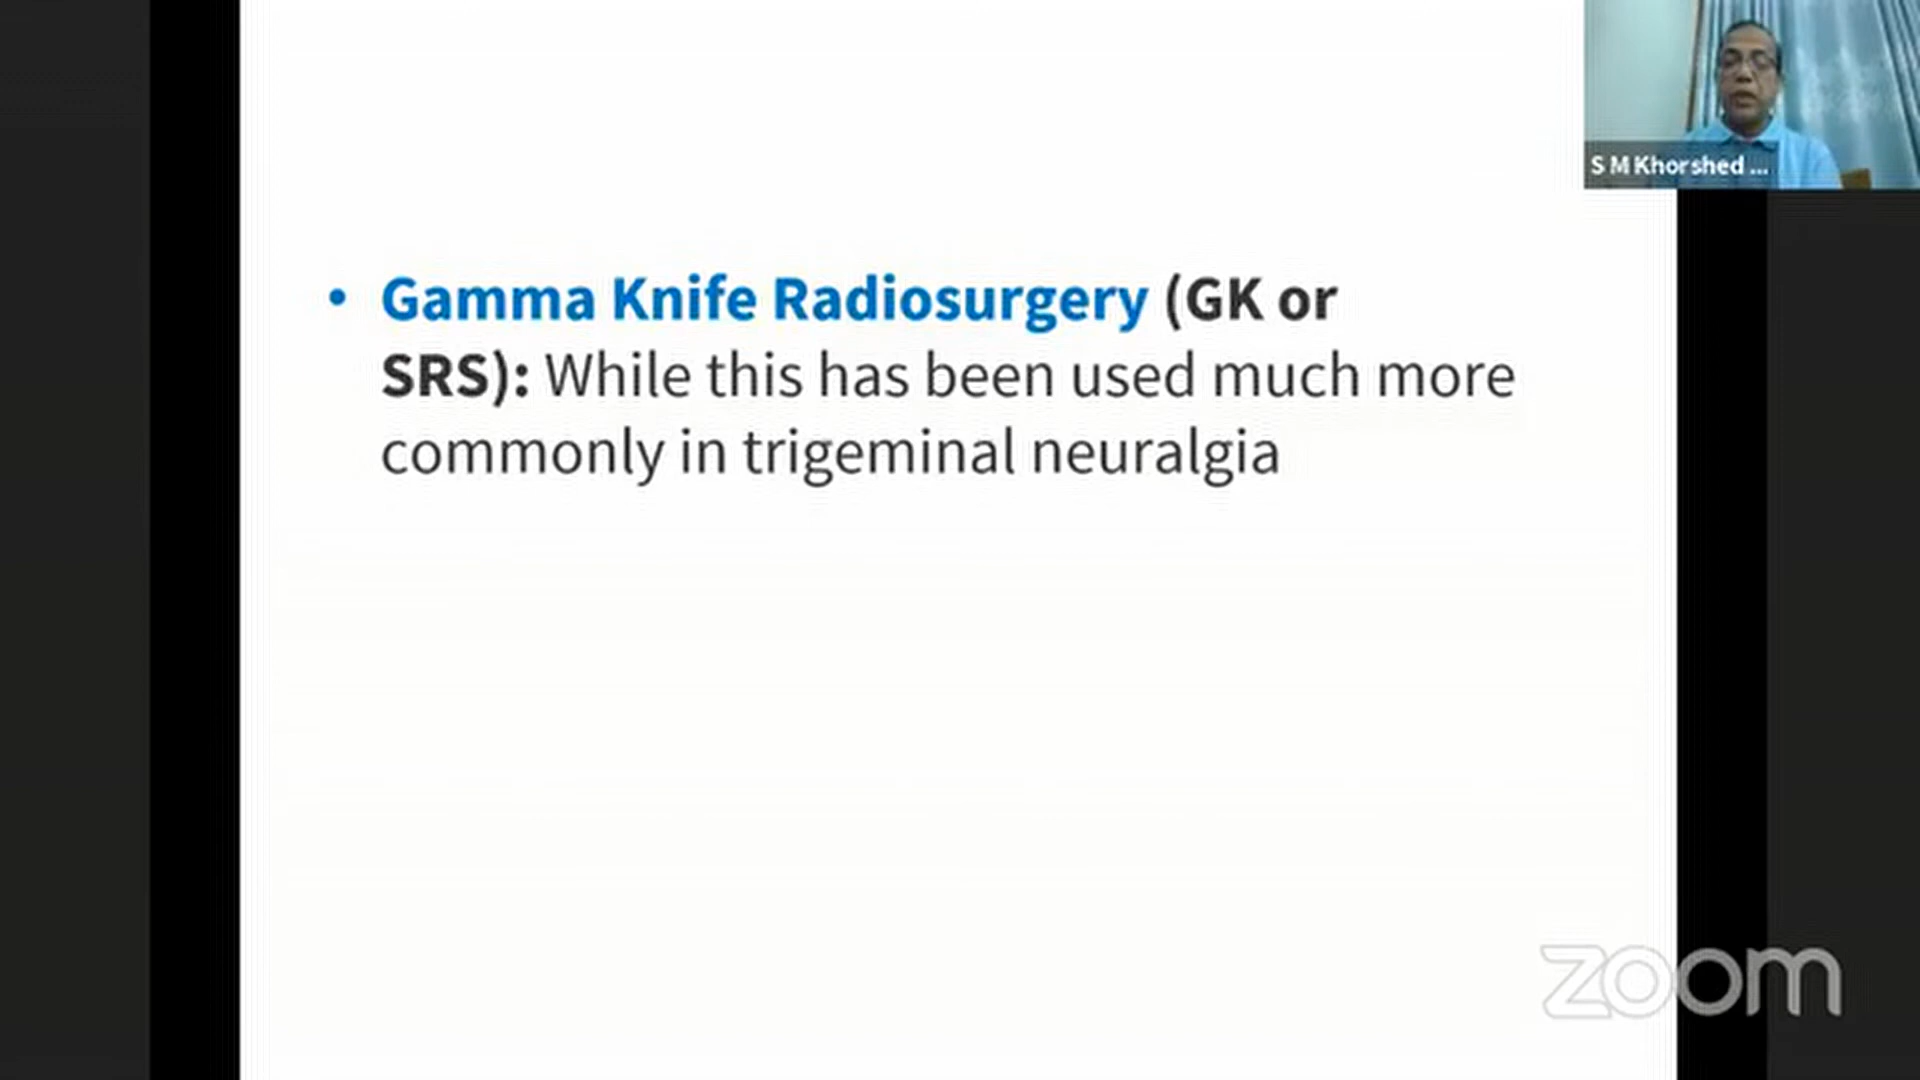 S M Khorshed ...
• Gamma Knife Radiosurgery (GK or
SRS): While this has been used much more
commonly in trigeminal neuralgia
zoom